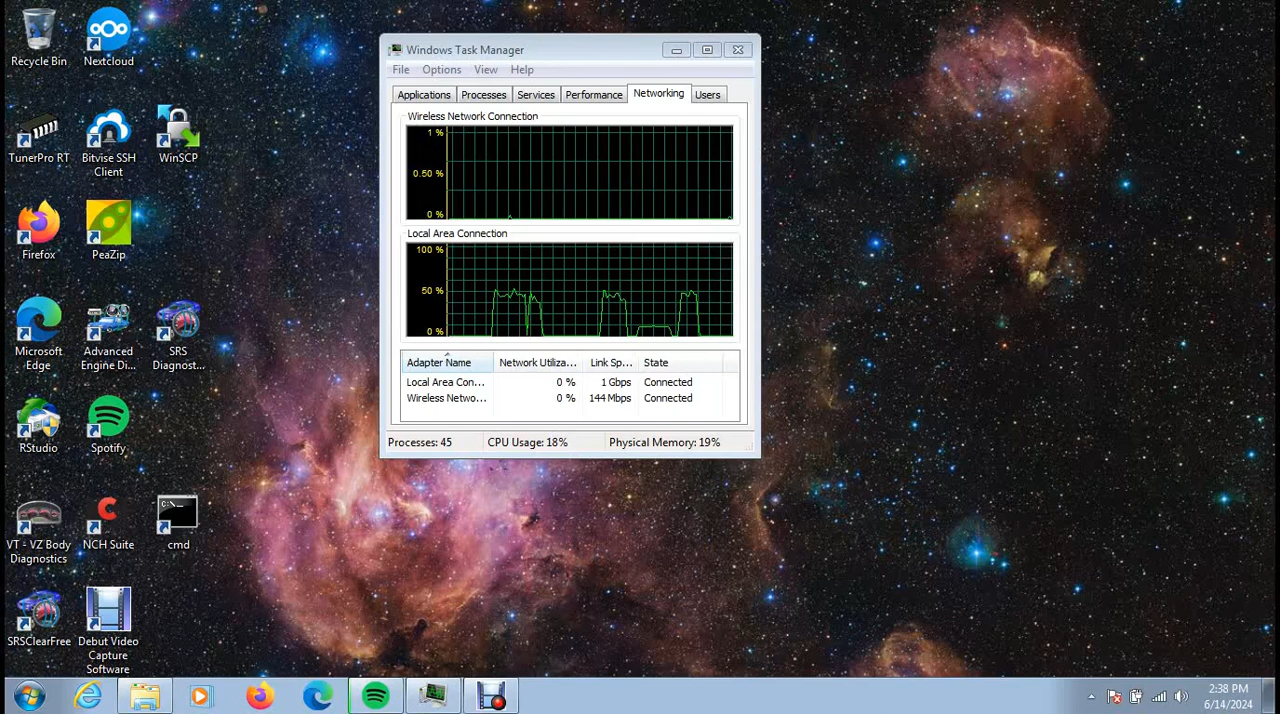 Recycle Bin
Nextcloud
TunerPro RT
Bitvise SSH
Client
WinSCP
Firefox
PeaZip
Microsoft
Edge
Advanced
Engine Di...
SRS
Diagnost...
RStudio
Spotify
VT - VZ Body
Diagnostics
NCH Suite
C:\_
cmd
SRSClearFree
Debut Video
Capture
Software
Windows Task Manager
File Options View Help
Applications Processes Services Performance Networking Users
Wireless Network Connection
1 %
0.50 %
0 %
Local Area Connection
100 %
50 %
0 %
Adapter Name Network Utiliza... Link Sp... State
Local Area Con... 0 % 1 Gbps Connected
Wireless Netwo... 0 % 144 Mbps Connected
Processes: 45 CPU Usage: 18% Physical Memory: 19%
2:38 PM
6/14/2024